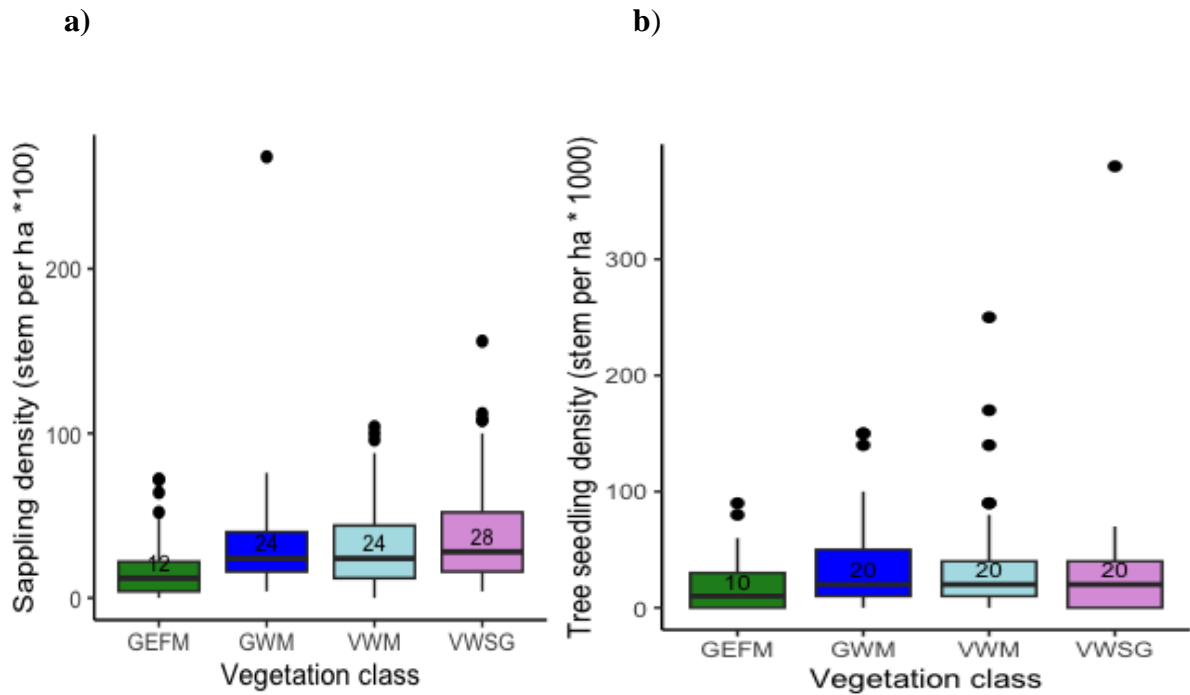 a)
b)
Sappling density (stem per ha *100)
200
100
0
12
24
24
28
GEFM GWM VWM VWSG
Vegetation class
Tree seedling density (stem per ha * 1000)
300
200
100
0
10
20
20
20
GEFM GWM VWM VWSG
Vegetation class